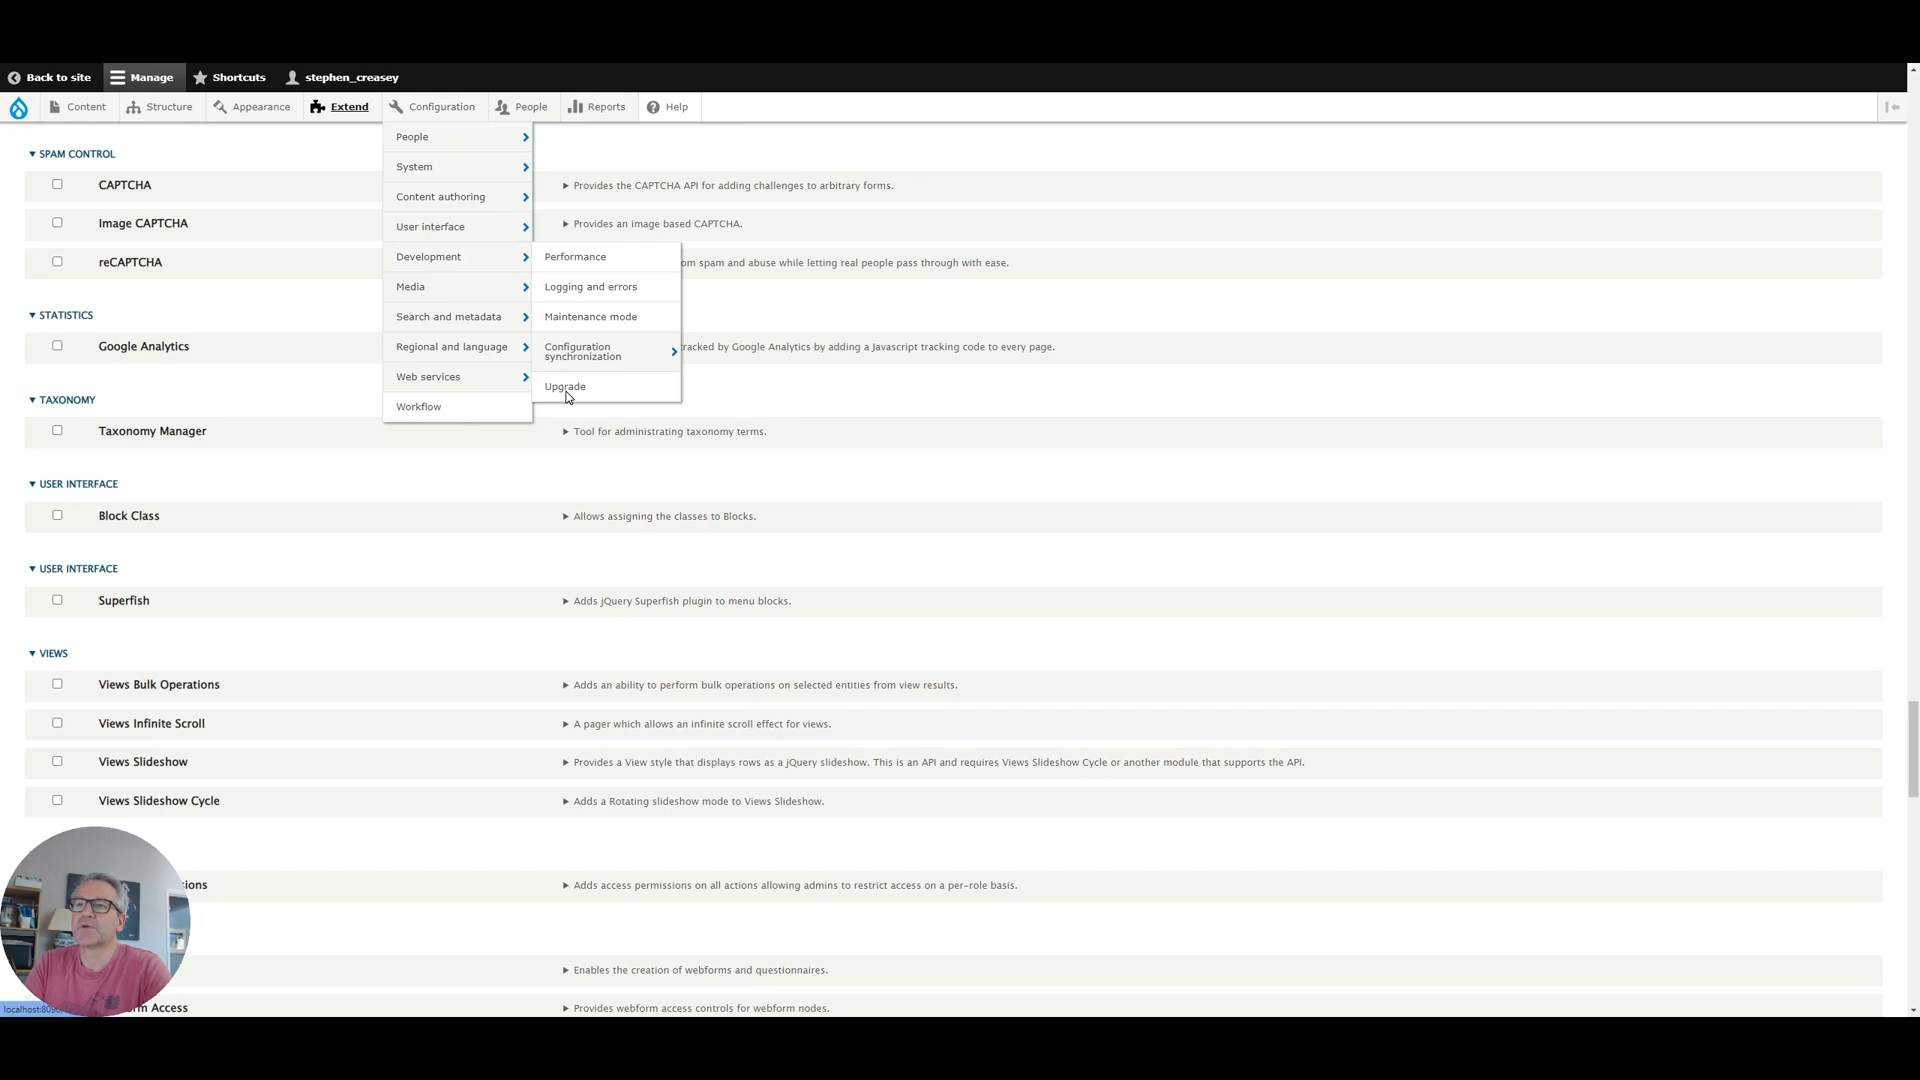 Back to site Manage Shortcuts stephen_creasey
Content Structure Appearance Extend Configuration People Reports Help
People
System
Content authoring
User interface
Development
Media
Search and metadata
Regional and language
Web services
Workflow
Performance
Logging and errors
Maintenance mode
Configuration
synchronization
Upgrade
SPAM CONTROL
CAPTCHA Provides the CAPTCHA API for adding challenges to arbitrary forms.
Image CAPTCHA Provides an image based CAPTCHA.
reCAPTCHA om spam and abuse while letting real people pass through with ease.
STATISTICS
Google Analytics tracked by Google Analytics by adding a Javascript tracking code to every page.
TAXONOMY
Taxonomy Manager Tool for administrating taxonomy terms.
USER INTERFACE
Block Class Allows assigning the classes to Blocks.
USER INTERFACE
Superfish Adds jQuery Superfish plugin to menu blocks.
VIEWS
Views Bulk Operations Adds an ability to perform bulk operations on selected entities from view results.
Views Infinite Scroll A pager which allows an infinite scroll effect for views.
Views Slideshow Provides a View style that displays rows as a jQuery slideshow. This is an API and requires Views Slideshow Cycle or another module that supports the API.
Views Slideshow Cycle Adds a Rotating slideshow mode to Views Slideshow.
ions Adds access permissions on all actions allowing admins to restrict access on a per-role basis.
Enables the creation of webforms and questionnaires.
rm Access Provides webform access controls for webform nodes.